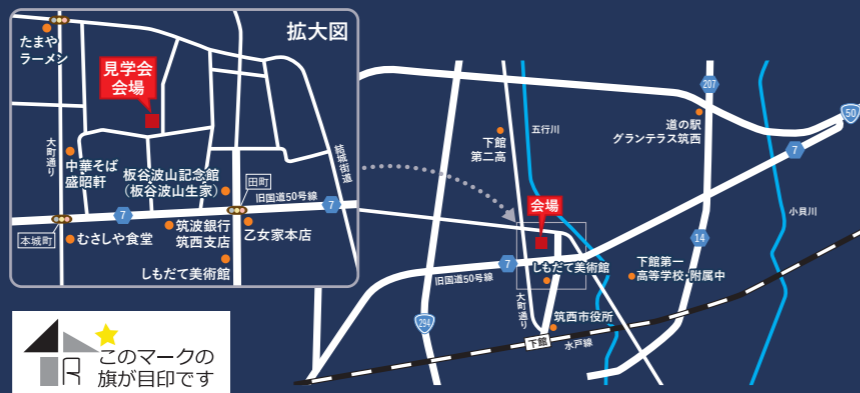 拡大図
たまや
ラーメン
見学会
会場
大町通り
中華そば
盛昭軒
板谷波山記念館
(板谷波山生家)
田町
旧国道50号線
結城街道
7
7
本城町
むさしや食堂
筑波銀行
筑西支店
乙女家本店
しもだて美術館
このマークの
旗が目印です
207
50
道の駅
グランテラス筑西
五行川
下館
第二高
7
小貝川
会場
14
7
しもだて美術館
下館第一
高等学校・附属中
旧国道50号線
大町通り
筑西市役所
294
下館
水戸線